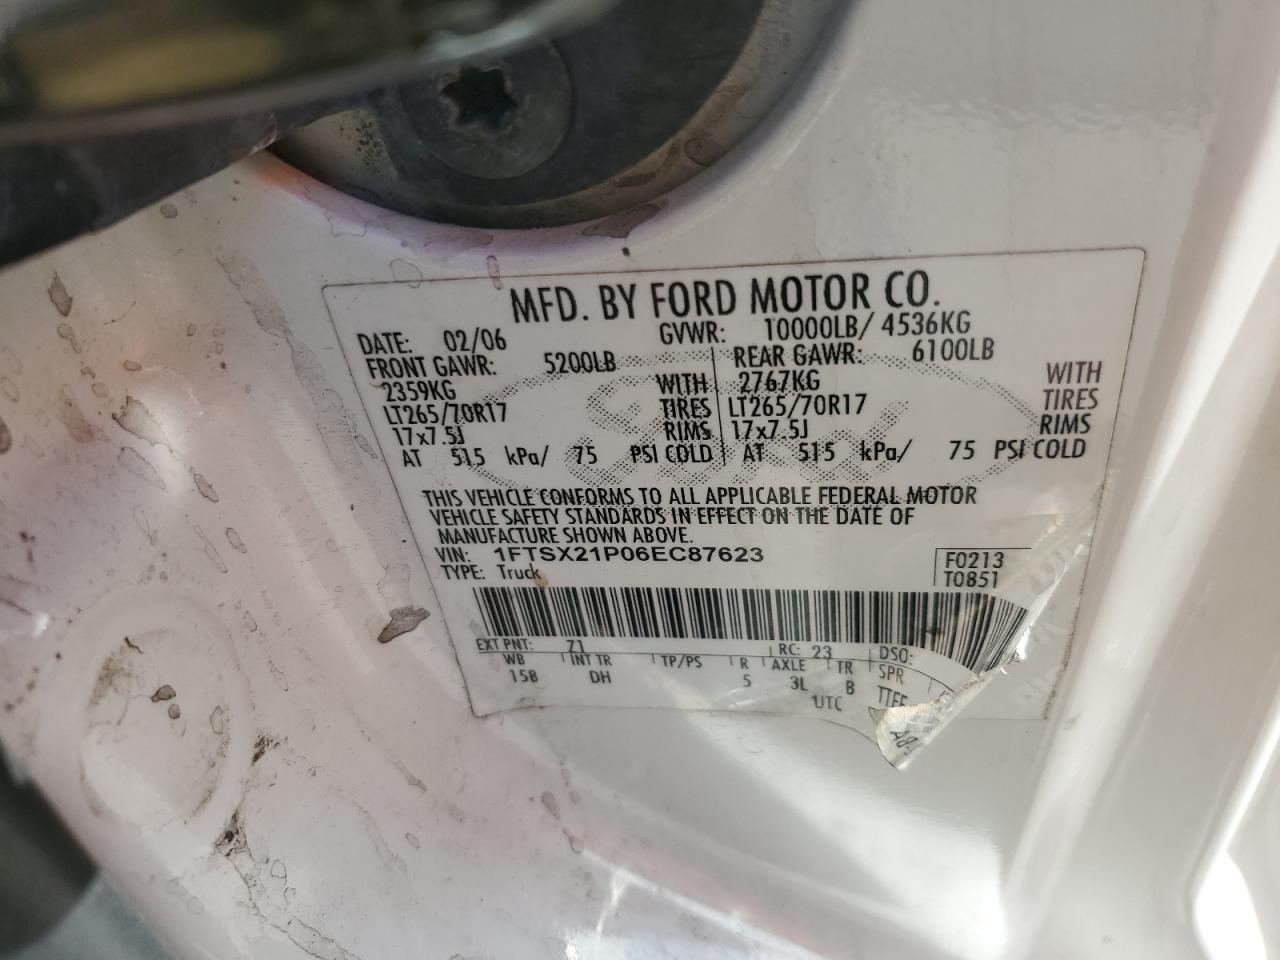 MFD. BY FORD MOTOR CO.
DATE: 02/06 GVWR: 10000LB/ 4536KG
FRONT GAWR: 5200LB REAR GAWR: 6100LB
2359KG WITH 2767KG WITH
LT265/70R17 TIRES LT265/70R17 TIRES
17x7.5J RIMS 17x7.5J RIMS
AT 515 kPa/ 75 PSI COLD AT 515 kPa/ 75 PSI COLD
THIS VEHICLE CONFORMS TO ALL APPLICABLE FEDERAL MOTOR
VEHICLE SAFETY STANDARDS IN EFFECT ON THE DATE OF
MANUFACTURE SHOWN ABOVE.
VIN: 1FTSX21P06EC87623 F0213
TYPE: Truck T0851
EXT PNT: Z1 RC: 23 DSO:
WB INT TR TP/PS R AXLE TR SPR
158 DH 5 3L B
UTC